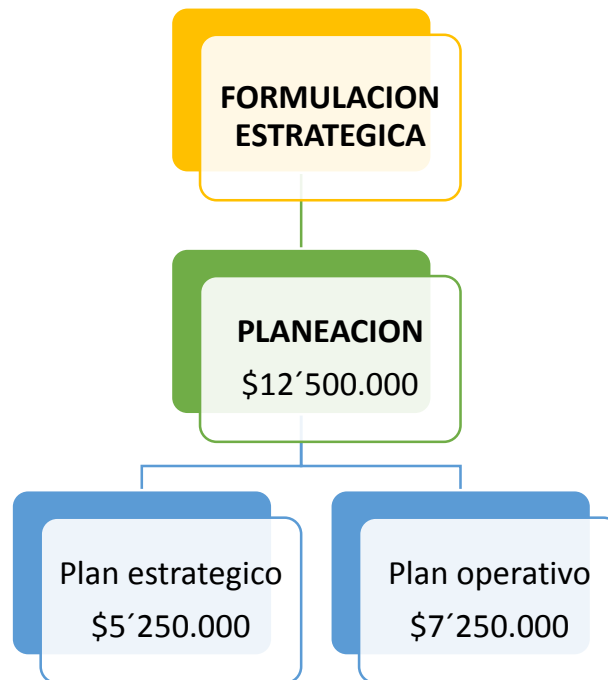 FORMULACION
ESTRATEGICA
PLANEACION
$12´500.000
Plan estrategico
$5´250.000
Plan operativo
$7´250.000